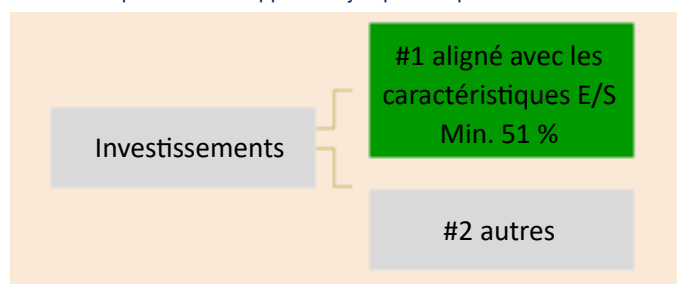 #1 aligné avec les
caractéristiques E/S
Min. 51 %
Investissements
#2 autres